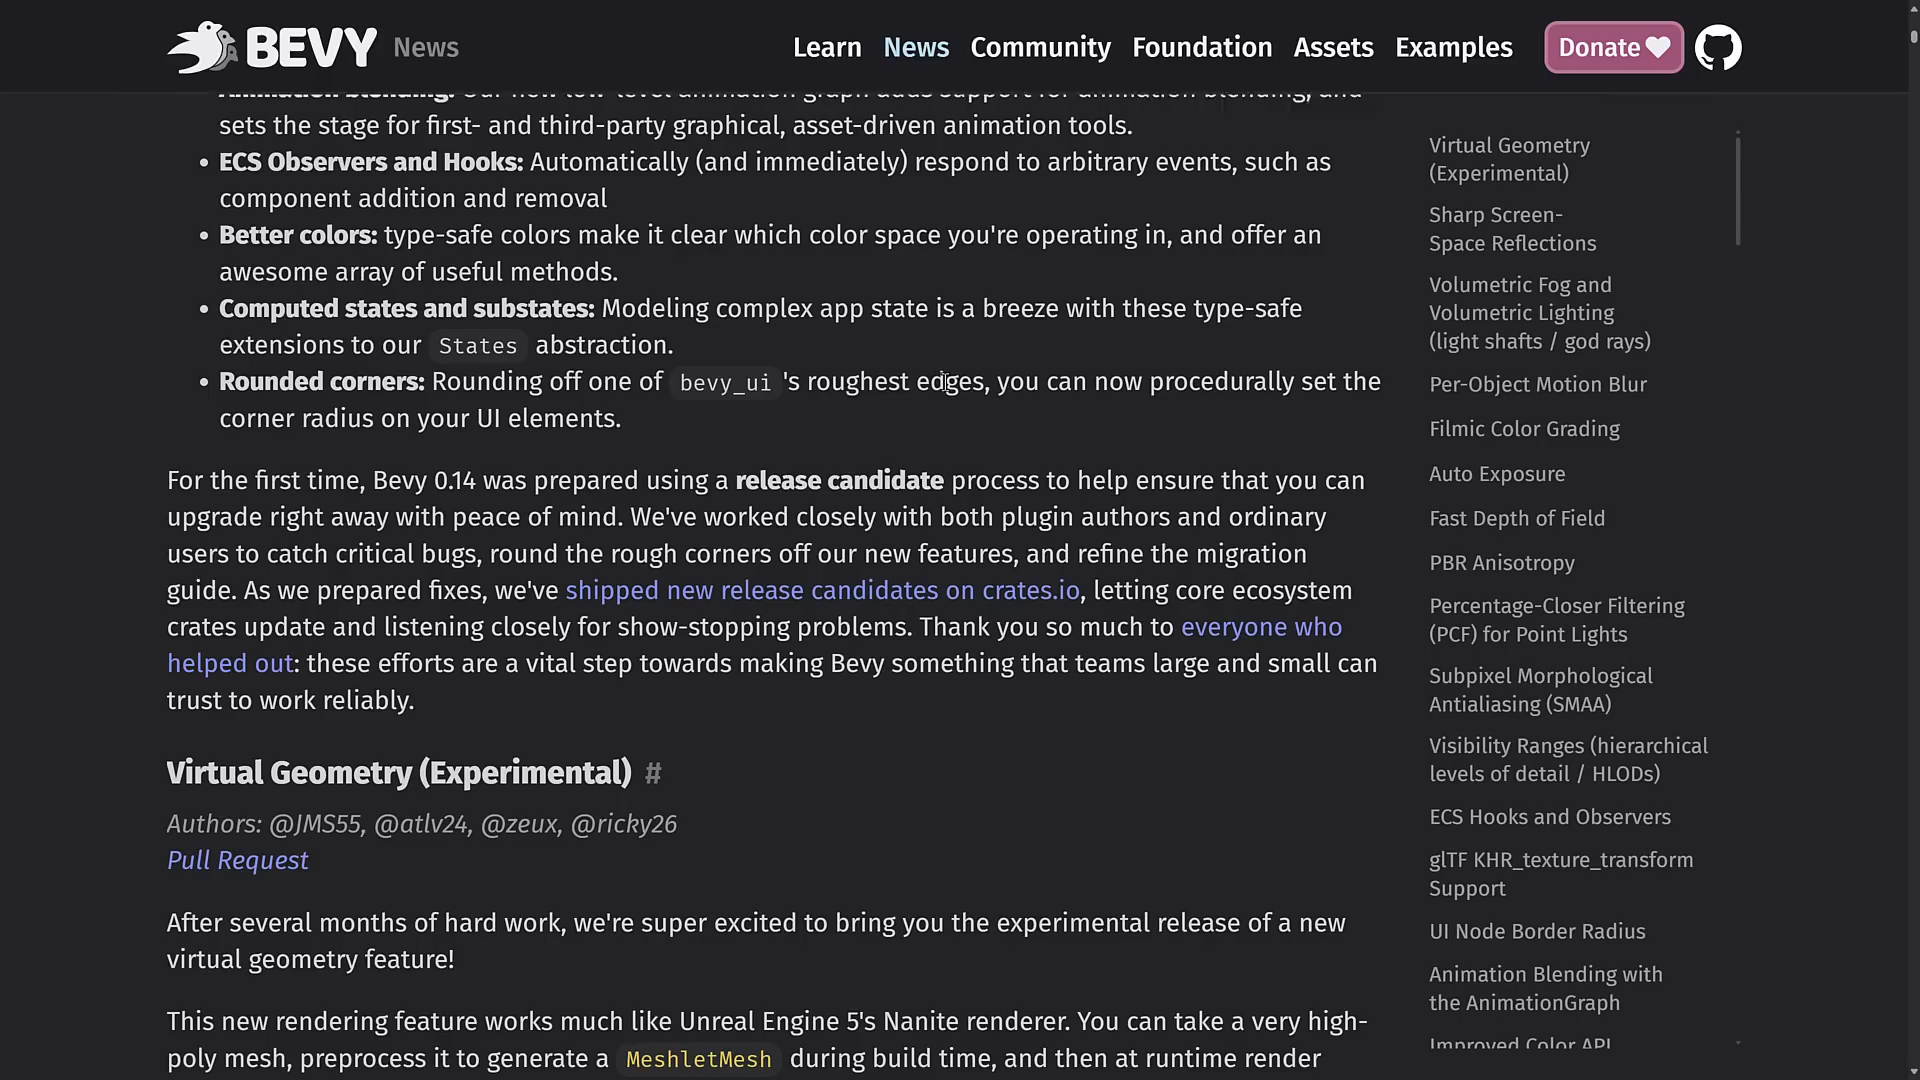 BEVY News
Learn News Community Foundation Assets Examples Donate
Animation blending: Our new low-level animation graph adds support for animation blending, and
sets the stage for first- and third-party graphical, asset-driven animation tools.
• ECS Observers and Hooks: Automatically (and immediately) respond to arbitrary events, such as
component addition and removal
• Better colors: type-safe colors make it clear which color space you're operating in, and offer an
awesome array of useful methods.
• Computed states and substates: Modeling complex app state is a breeze with these type-safe
extensions to our States abstraction.
• Rounded corners: Rounding off one of bevy_ui 's roughest edges, you can now procedurally set the
corner radius on your UI elements.
For the first time, Bevy 0.14 was prepared using a release candidate process to help ensure that you can
upgrade right away with peace of mind. We've worked closely with both plugin authors and ordinary
users to catch critical bugs, round the rough corners off our new features, and refine the migration
guide. As we prepared fixes, we've shipped new release candidates on crates.io, letting core ecosystem
crates update and listening closely for show-stopping problems. Thank you so much to everyone who
helped out: these efforts are a vital step towards making Bevy something that teams large and small can
trust to work reliably.
Virtual Geometry (Experimental) #
Authors: @JMS55, @atlv24, @zeux, @ricky26
Pull Request
After several months of hard work, we're super excited to bring you the experimental release of a new
virtual geometry feature!
This new rendering feature works much like Unreal Engine 5's Nanite renderer. You can take a very high-
poly mesh, preprocess it to generate a MeshletMesh during build time, and then at runtime render
Virtual Geometry
(Experimental)
Sharp Screen-
Space Reflections
Volumetric Fog and
Volumetric Lighting
(light shafts / god rays)
Per-Object Motion Blur
Filmic Color Grading
Auto Exposure
Fast Depth of Field
PBR Anisotropy
Percentage-Closer Filtering
(PCF) for Point Lights
Subpixel Morphological
Antialiasing (SMAA)
Visibility Ranges (hierarchical
levels of detail / HLODs)
ECS Hooks and Observers
glTF KHR_texture_transform
Support
UI Node Border Radius
Animation Blending with
the AnimationGraph
Improved Color API